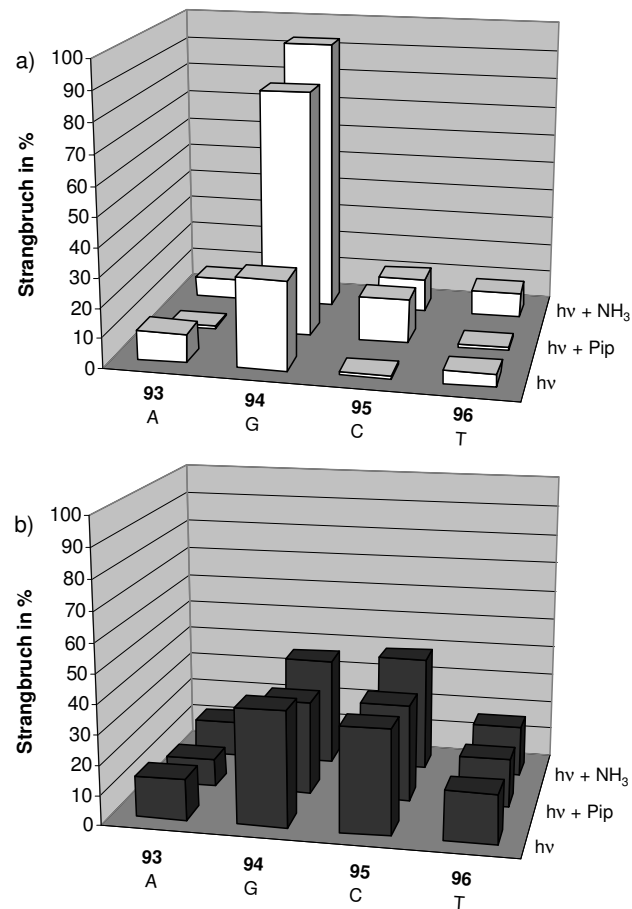 a)
Strangbruch in %
100
90
80
70
60
50
40
30
20
10
0
93 94 95 96
A G C T
hν + NH₃
hν + Pip
hν
b)
Strangbruch in %
100
90
80
70
60
50
40
30
20
10
0
93 94 95 96
A G C T
hν + NH₃
hν + Pip
hν